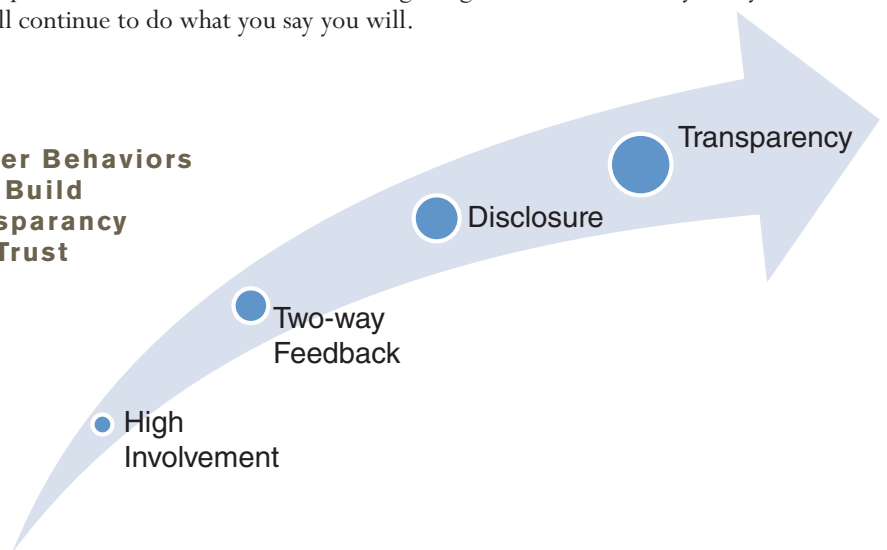 ll continue to do what you say you will.
er Behaviors
Build
sparancy
Trust
Transparency
Disclosure
Two-way
Feedback
High
Involvement